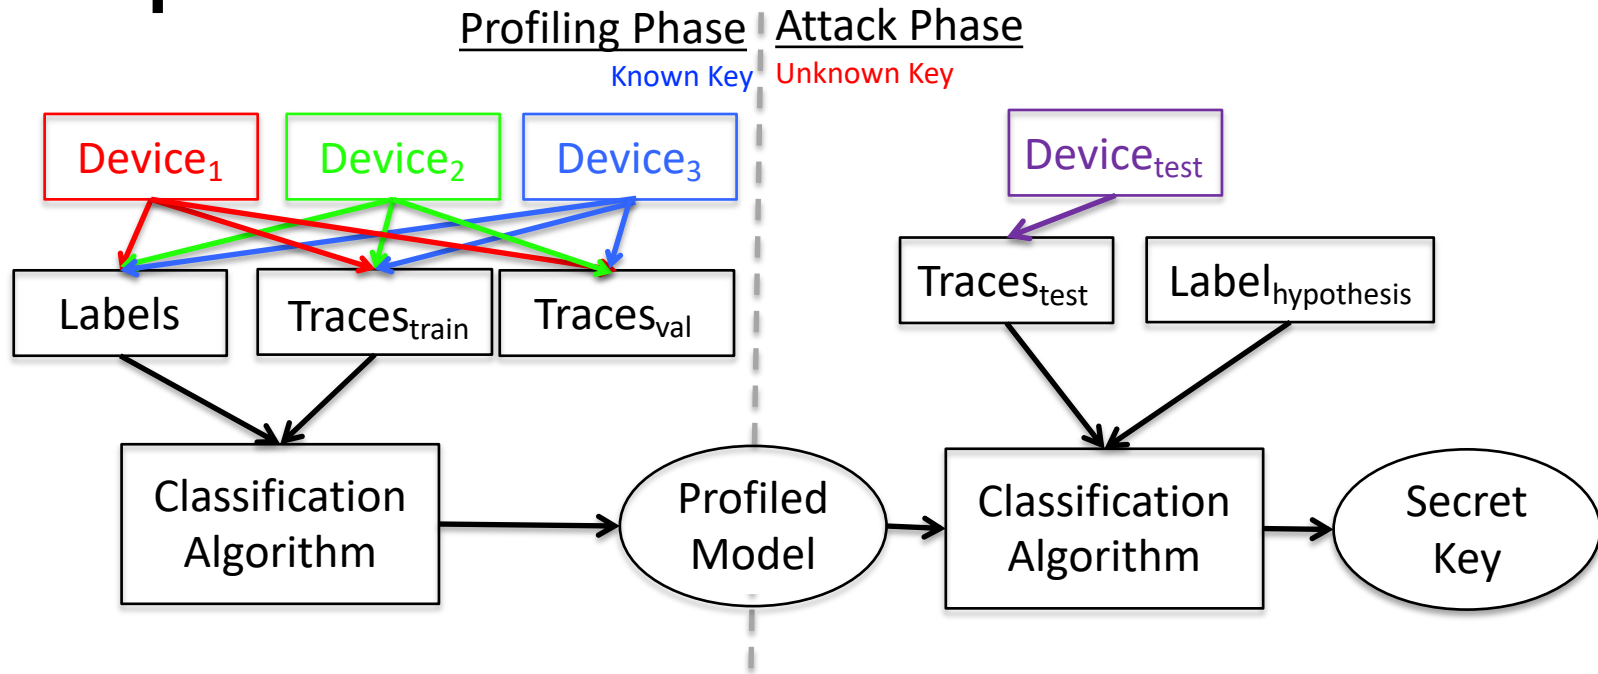 Profiling Phase
Attack Phase
Known Key
Unknown Key
Device1
Device2
Device3
Devicetest
Labels
Tracestrain
Tracesval
Tracestest
Labelhypothesis
Classification
Algorithm
Profiled
Model
Classification
Algorithm
Secret
Key